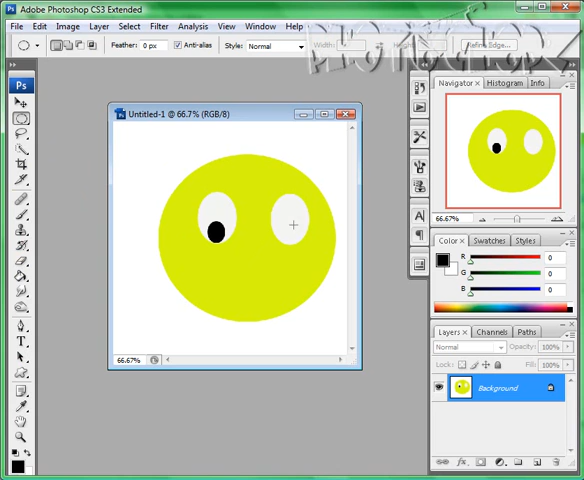 Ps Adobe Photoshop CS3 Extended
File Edit Image Layer Select Filter Analysis View Window Help
Feather: 0 px Anti-alias Style: Normal Width: Height: Refine Edge...
Ps
Untitled-1 @ 66.7% (RGB/8)
66.67%
Navigator × Histogram Info
66.67%
Color × Swatches Styles
R 0
G 0
B 0
Layers × Channels Paths
Normal Opacity: 100%
Lock: Fill: 100%
Background
T
A